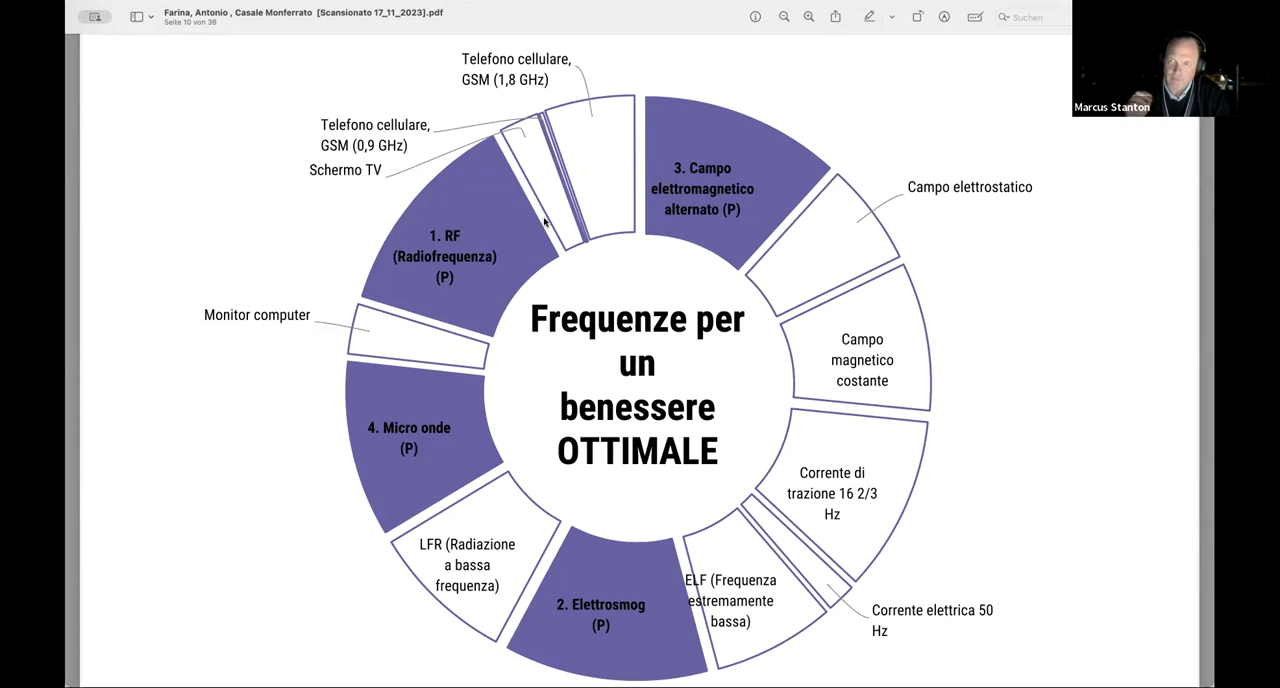 Farina, Antonio , Casale Monferrato [Scansionato 17_11_2023].pdf
Seite 10 von 36
Suchen
Marcus Stanton
Telefono cellulare,
GSM (1,8 GHz)
Telefono cellulare,
GSM (0,9 GHz)
Schermo TV
3. Campo
elettromagnetico
alternato (P)
Campo elettrostatico
1. RF
(Radiofrequenza)
(P)
Monitor computer
Frequenze per
un
benessere
OTTIMALE
Campo
magnetico
costante
4. Micro onde
(P)
Corrente di
trazione 16 2/3
Hz
LFR (Radiazione
a bassa
frequenza)
2. Elettrosmog
(P)
ELF (Frequenza
estremamente
bassa)
Corrente elettrica 50
Hz